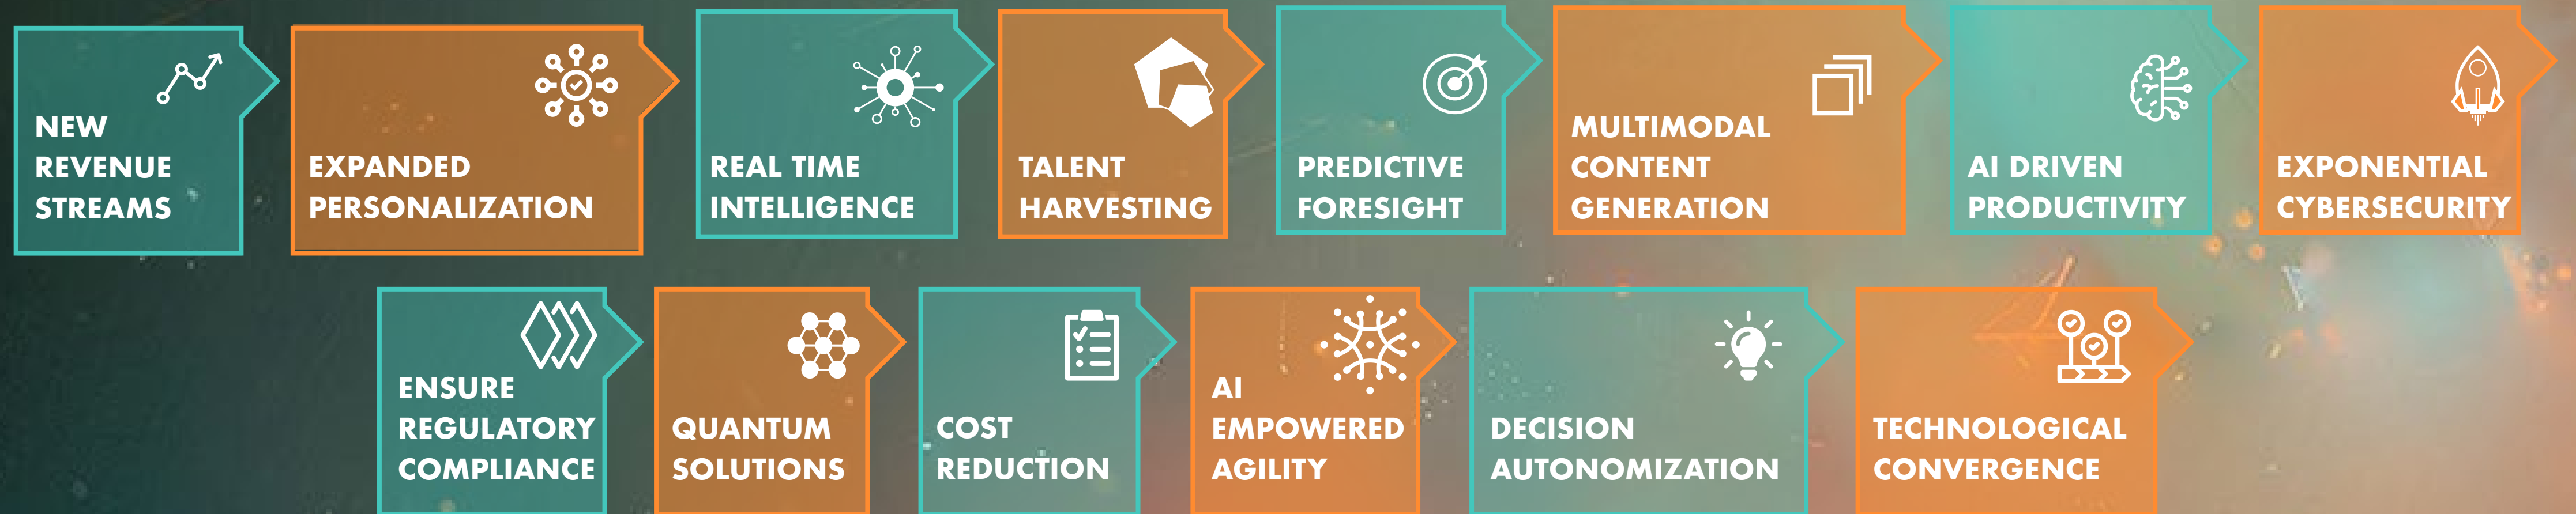 NEW
REVENUE
STREAMS
EXPANDED
PERSONALIZATION
REAL TIME
INTELLIGENCE
TALENT
HARVESTING
PREDICTIVE
FORESIGHT
MULTIMODAL
CONTENT
GENERATION
AI DRIVEN
PRODUCTIVITY
EXPONENTIAL
CYBERSECURITY
ENSURE
REGULATORY
COMPLIANCE
QUANTUM
SOLUTIONS
COST
REDUCTION
AI
EMPOWERED
AGILITY
DECISION
AUTONOMIZATION
TECHNOLOGICAL
CONVERGENCE